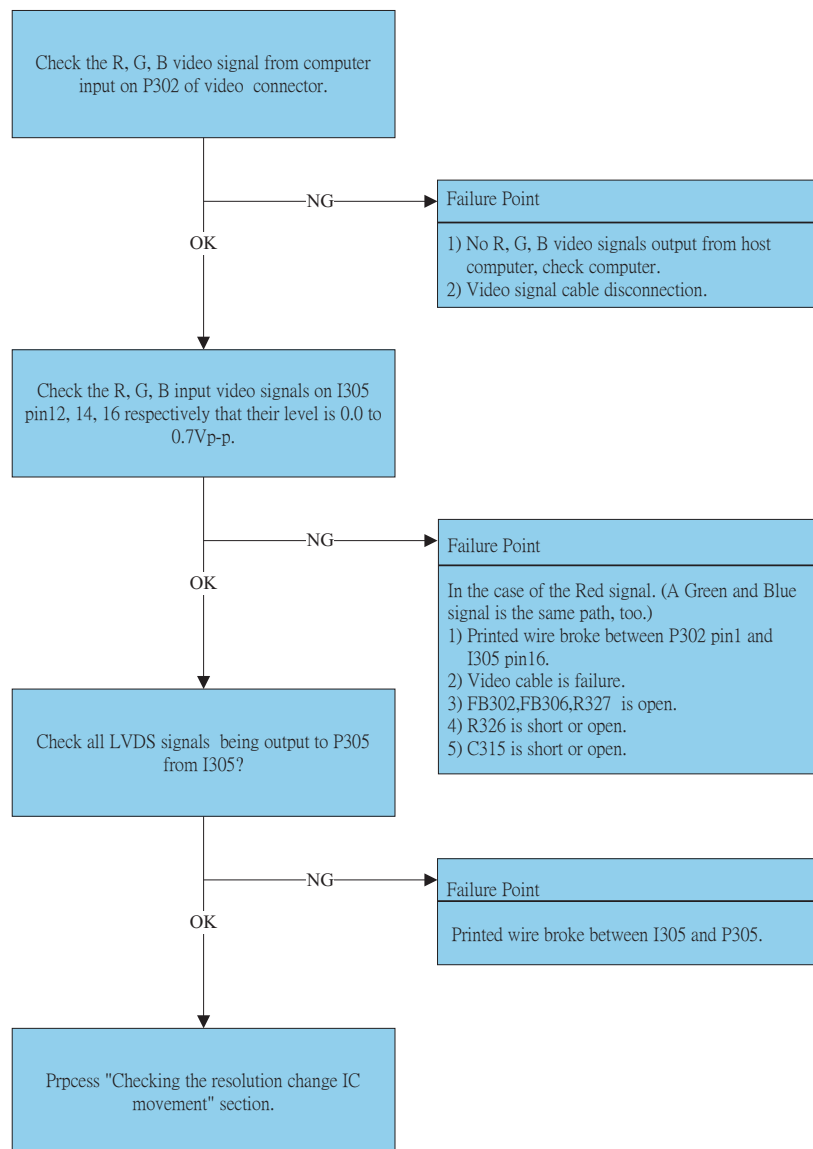 Check the R, G, B video signal from computer
input on P302 of video connector.
NG
Failure Point
1) No R, G, B video signals output from host
computer, check computer.
2) Video signal cable disconnection.
OK
Check the R, G, B input video signals on I305
pin12, 14, 16 respectively that their level is 0.0 to
0.7Vp-p.
NG
Failure Point
In the case of the Red signal. (A Green and Blue
signal is the same path, too.)
1) Printed wire broke between P302 pin1 and
I305 pin16.
2) Video cable is failure.
3) FB302,FB306,R327 is open.
4) R326 is short or open.
5) C315 is short or open.
OK
Check all LVDS signals being output to P305
from I305?
NG
Failure Point
Printed wire broke between I305 and P305.
OK
Prpcess "Checking the resolution change IC
movement" section.